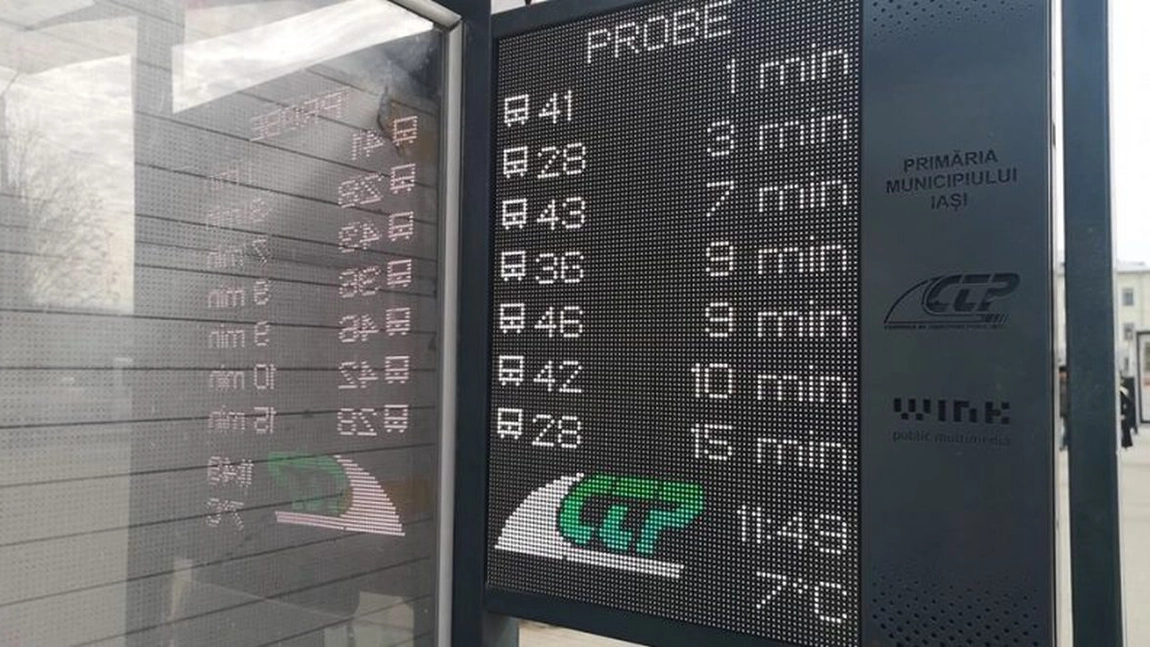 PROBE
41 1 min
28 3 min
43 7 min
36 9 min
46 9 min
42 10 min
28 15 min
CTP 11:49
7°C
PRIMĂRIA
MUNICIPIULUI
IAȘI
CTP
WINK
public multimedia